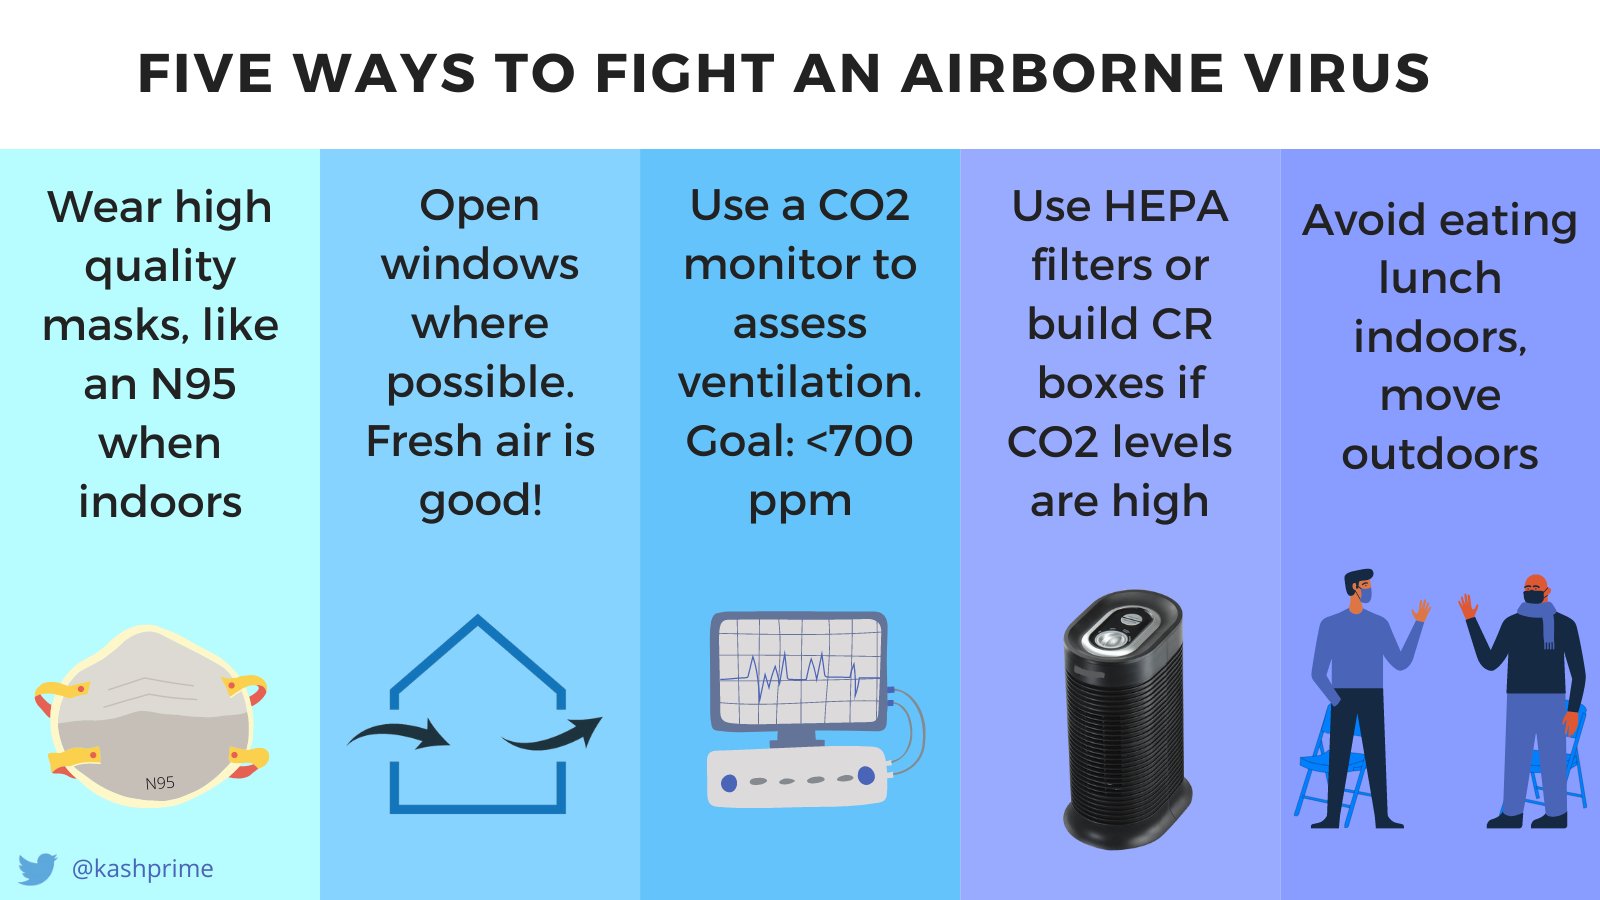 FIVE WAYS TO FIGHT AN AIRBORNE VIRUS
Wear high
quality
masks, like
an N95
when
indoors
N95
@kashprime
Open
windows
where
possible.
Fresh air is
good!
Use a CO2
monitor to
assess
ventilation.
Goal: <700
ppm
Use HEPA
filters or
build CR
boxes if
CO2 levels
are high
Avoid eating
lunch
indoors,
move
outdoors